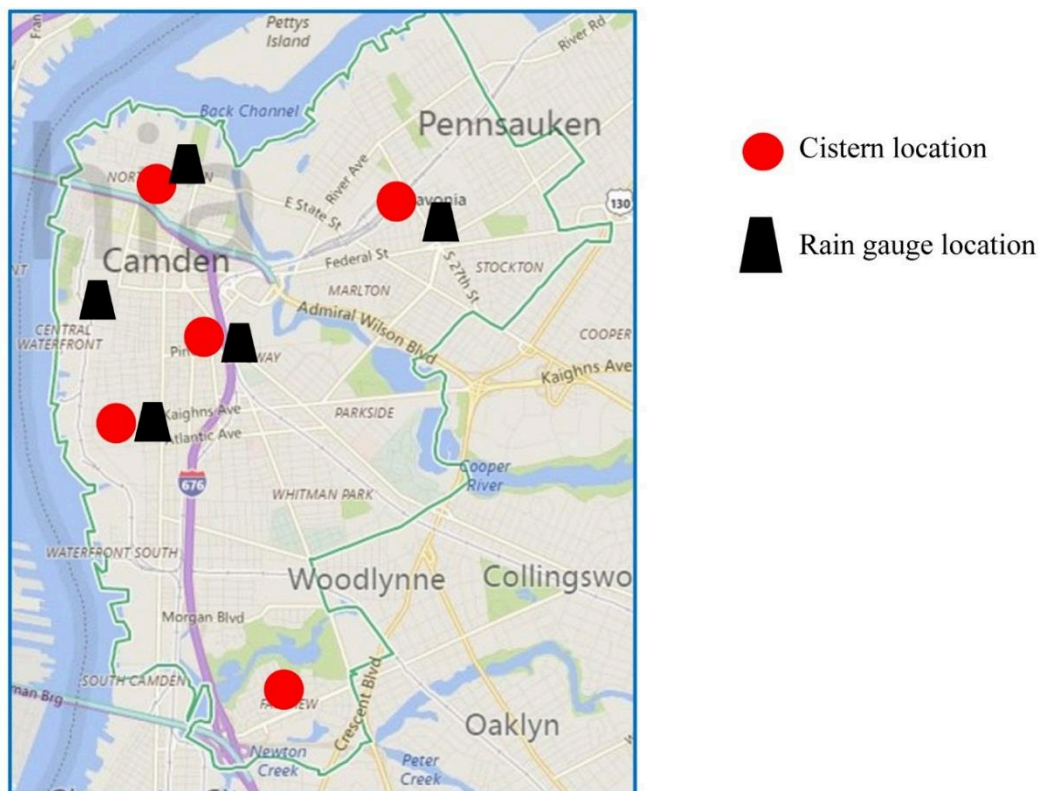 Pettys
Island
River Rd
Back Channel
Pennsauken
Cistern location
River Ave
E State St
130
Rain gauge location
Camden
Federal St
STOCKTON
S 27th St
MARLTON
Admiral Wilson Blvd
CENTRAL
WATERFRONT
COOPER
Kaighns Ave
Kaighns Ave
PARKSIDE
Atlantic Ave
Cooper
River
676
WHITMAN PARK
WATERFRONT SOUTH
Woodlynne
Collingswo
Morgan Blvd
SOUTH CAMDEN
man Brg
Crescent Blvd
Oaklyn
Newton
Creek
Peter
Creek